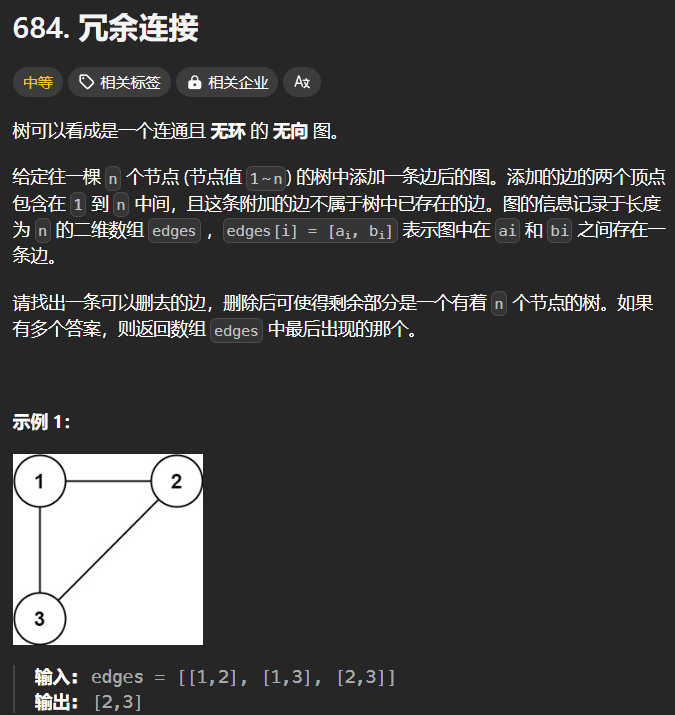 684. 冗余连接
中等 相关标签 相关企业 Ax
树可以看成是一个连通且 无环 的 无向 图。
给定往一棵 n 个节点 (节点值 1~n) 的树中添加一条边后的图。添加的边的两个顶点
包含在 1 到 n 中间，且这条附加的边不属于树中已存在的边。图的信息记录于长度
为 n 的二维数组 edges ，edges[i] = [ai, bi] 表示图中在 ai 和 bi 之间存在一
条边。
请找出一条可以删去的边，删除后可使得剩余部分是一个有着 n 个节点的树。如果
有多个答案，则返回数组 edges 中最后出现的那个。
示例 1：
1 2
3
输入：edges = [[1,2], [1,3], [2,3]]
输出：[2,3]